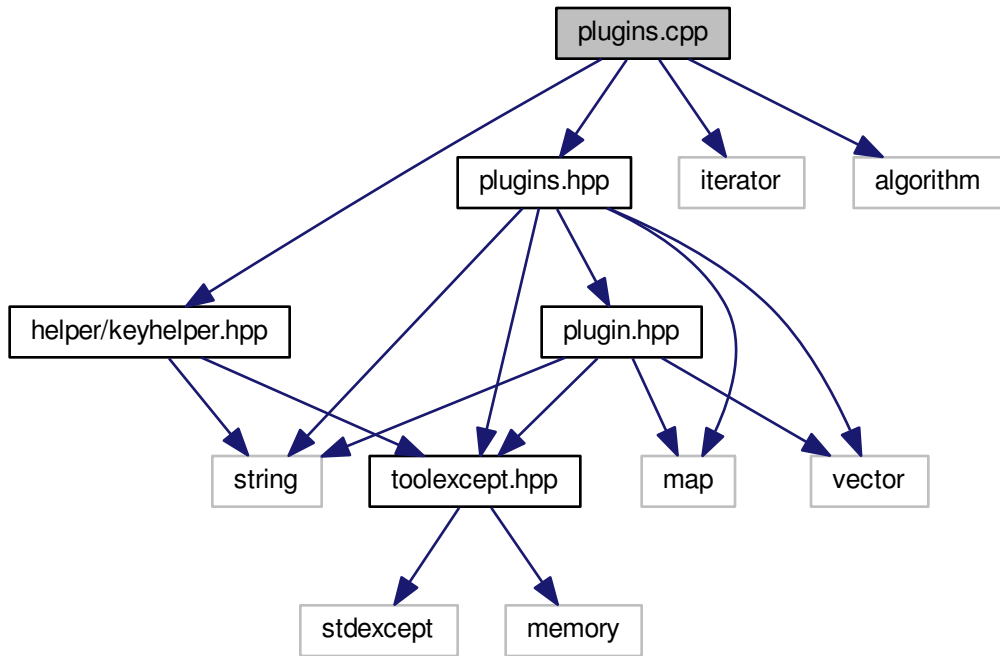 plugins.cpp
plugins.hpp
iterator
algorithm
helper/keyhelper.hpp
plugin.hpp
string
toolexcept.hpp
map
vector
stdexcept
memory